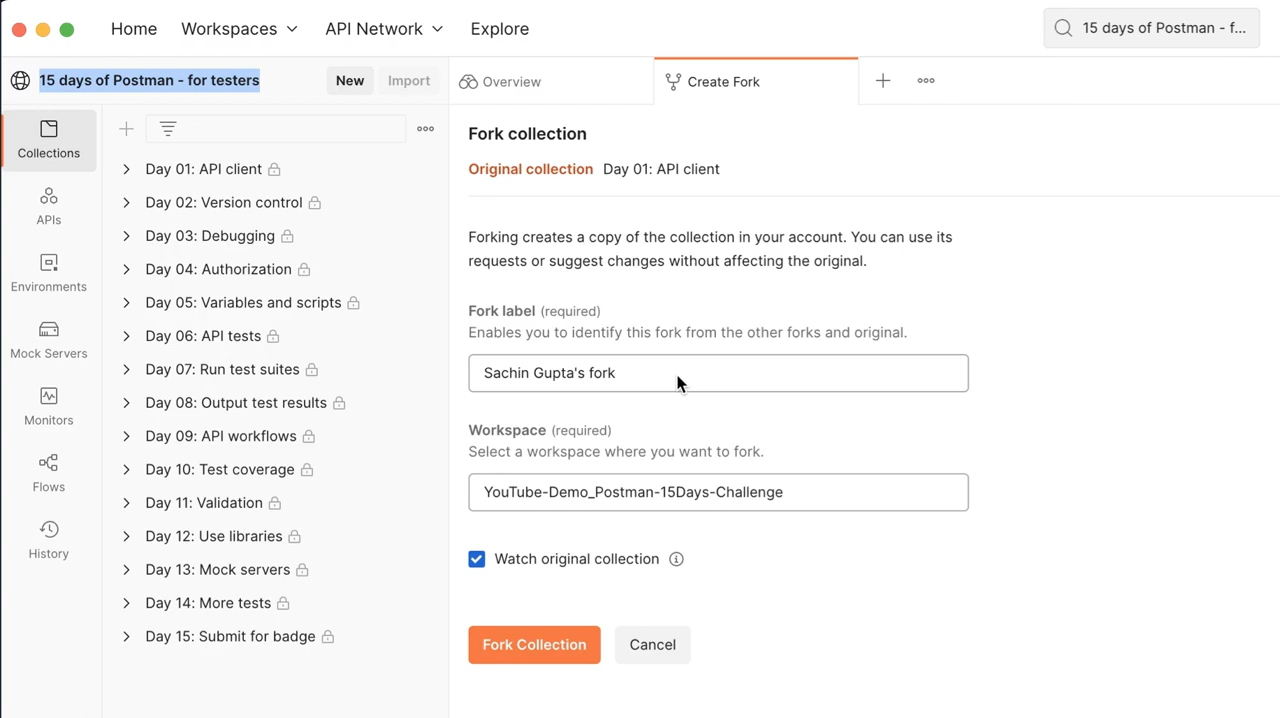 Home Workspaces API Network Explore 15 days of Postman - f...
15 days of Postman - for testers New Import Overview Create Fork
Collections
APIs
Environments
Mock Servers
Monitors
Flows
History
Day 01: API client
Day 02: Version control
Day 03: Debugging
Day 04: Authorization
Day 05: Variables and scripts
Day 06: API tests
Day 07: Run test suites
Day 08: Output test results
Day 09: API workflows
Day 10: Test coverage
Day 11: Validation
Day 12: Use libraries
Day 13: Mock servers
Day 14: More tests
Day 15: Submit for badge
Fork collection
Original collection Day 01: API client
Forking creates a copy of the collection in your account. You can use its
requests or suggest changes without affecting the original.
Fork label (required)
Enables you to identify this fork from the other forks and original.
Sachin Gupta's fork
Workspace (required)
Select a workspace where you want to fork.
YouTube-Demo_Postman-15Days-Challenge
Watch original collection
Fork Collection Cancel